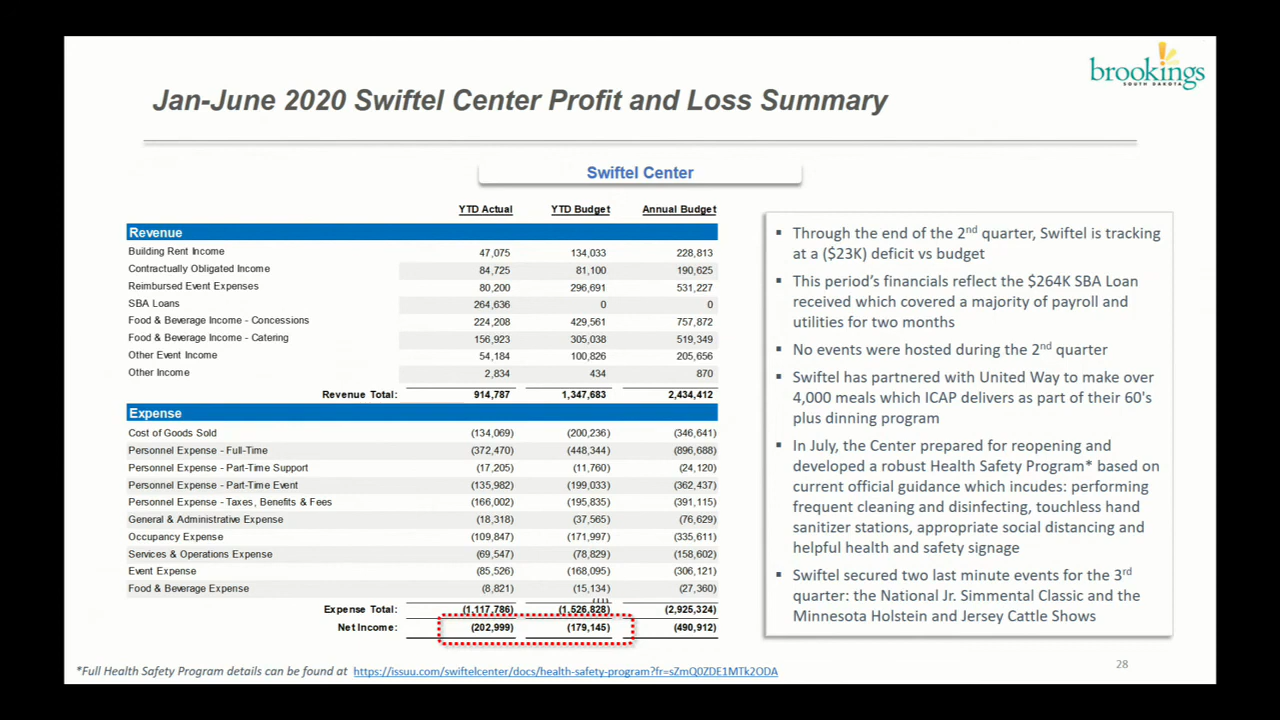 brookings
SOUTH DAKOTA
Jan-June 2020 Swiftel Center Profit and Loss Summary
Swiftel Center
YTD Actual YTD Budget Annual Budget
Revenue
Building Rent Income 47,075 134,033 228,813
Contractually Obligated Income 84,725 81,100 190,625
Reimbursed Event Expenses 80,200 296,691 531,227
SBA Loans 264,636 0 0
Food & Beverage Income - Concessions 224,208 429,561 757,872
Food & Beverage Income - Catering 156,923 305,038 519,349
Other Event Income 54,184 100,826 205,656
Other Income 2,834 434 870
Revenue Total: 914,787 1,347,683 2,434,412
Expense
Cost of Goods Sold (134,069) (200,236) (346,641)
Personnel Expense - Full-Time (372,470) (448,344) (896,688)
Personnel Expense - Part-Time Support (17,205) (11,760) (24,120)
Personnel Expense - Part-Time Event (135,982) (199,033) (362,437)
Personnel Expense - Taxes, Benefits & Fees (166,002) (195,835) (391,115)
General & Administrative Expense (18,318) (37,565) (76,629)
Occupancy Expense (109,847) (171,997) (335,611)
Services & Operations Expense (69,547) (78,829) (158,602)
Event Expense (85,526) (168,095) (306,121)
Food & Beverage Expense (8,821) (15,134) (27,360)
Expense Total: (1,117,786) (1,526,828) (2,925,324)
Net Income: (202,999) (179,145) (490,912)
▪ Through the end of the 2nd quarter, Swiftel is tracking
at a ($23K) deficit vs budget
▪ This period's financials reflect the $264K SBA Loan
received which covered a majority of payroll and
utilities for two months
▪ No events were hosted during the 2nd quarter
▪ Swiftel has partnered with United Way to make over
4,000 meals which ICAP delivers as part of their 60's
plus dinning program
▪ In July, the Center prepared for reopening and
developed a robust Health Safety Program* based on
current official guidance which incudes: performing
frequent cleaning and disinfecting, touchless hand
sanitizer stations, appropriate social distancing and
helpful health and safety signage
▪ Swiftel secured two last minute events for the 3rd
quarter: the National Jr. Simmental Classic and the
Minnesota Holstein and Jersey Cattle Shows
28
*Full Health Safety Program details can be found at https://issuu.com/swiftelcenter/docs/health-safety-program?fr=sZmQ0ZDE1MTk2ODA